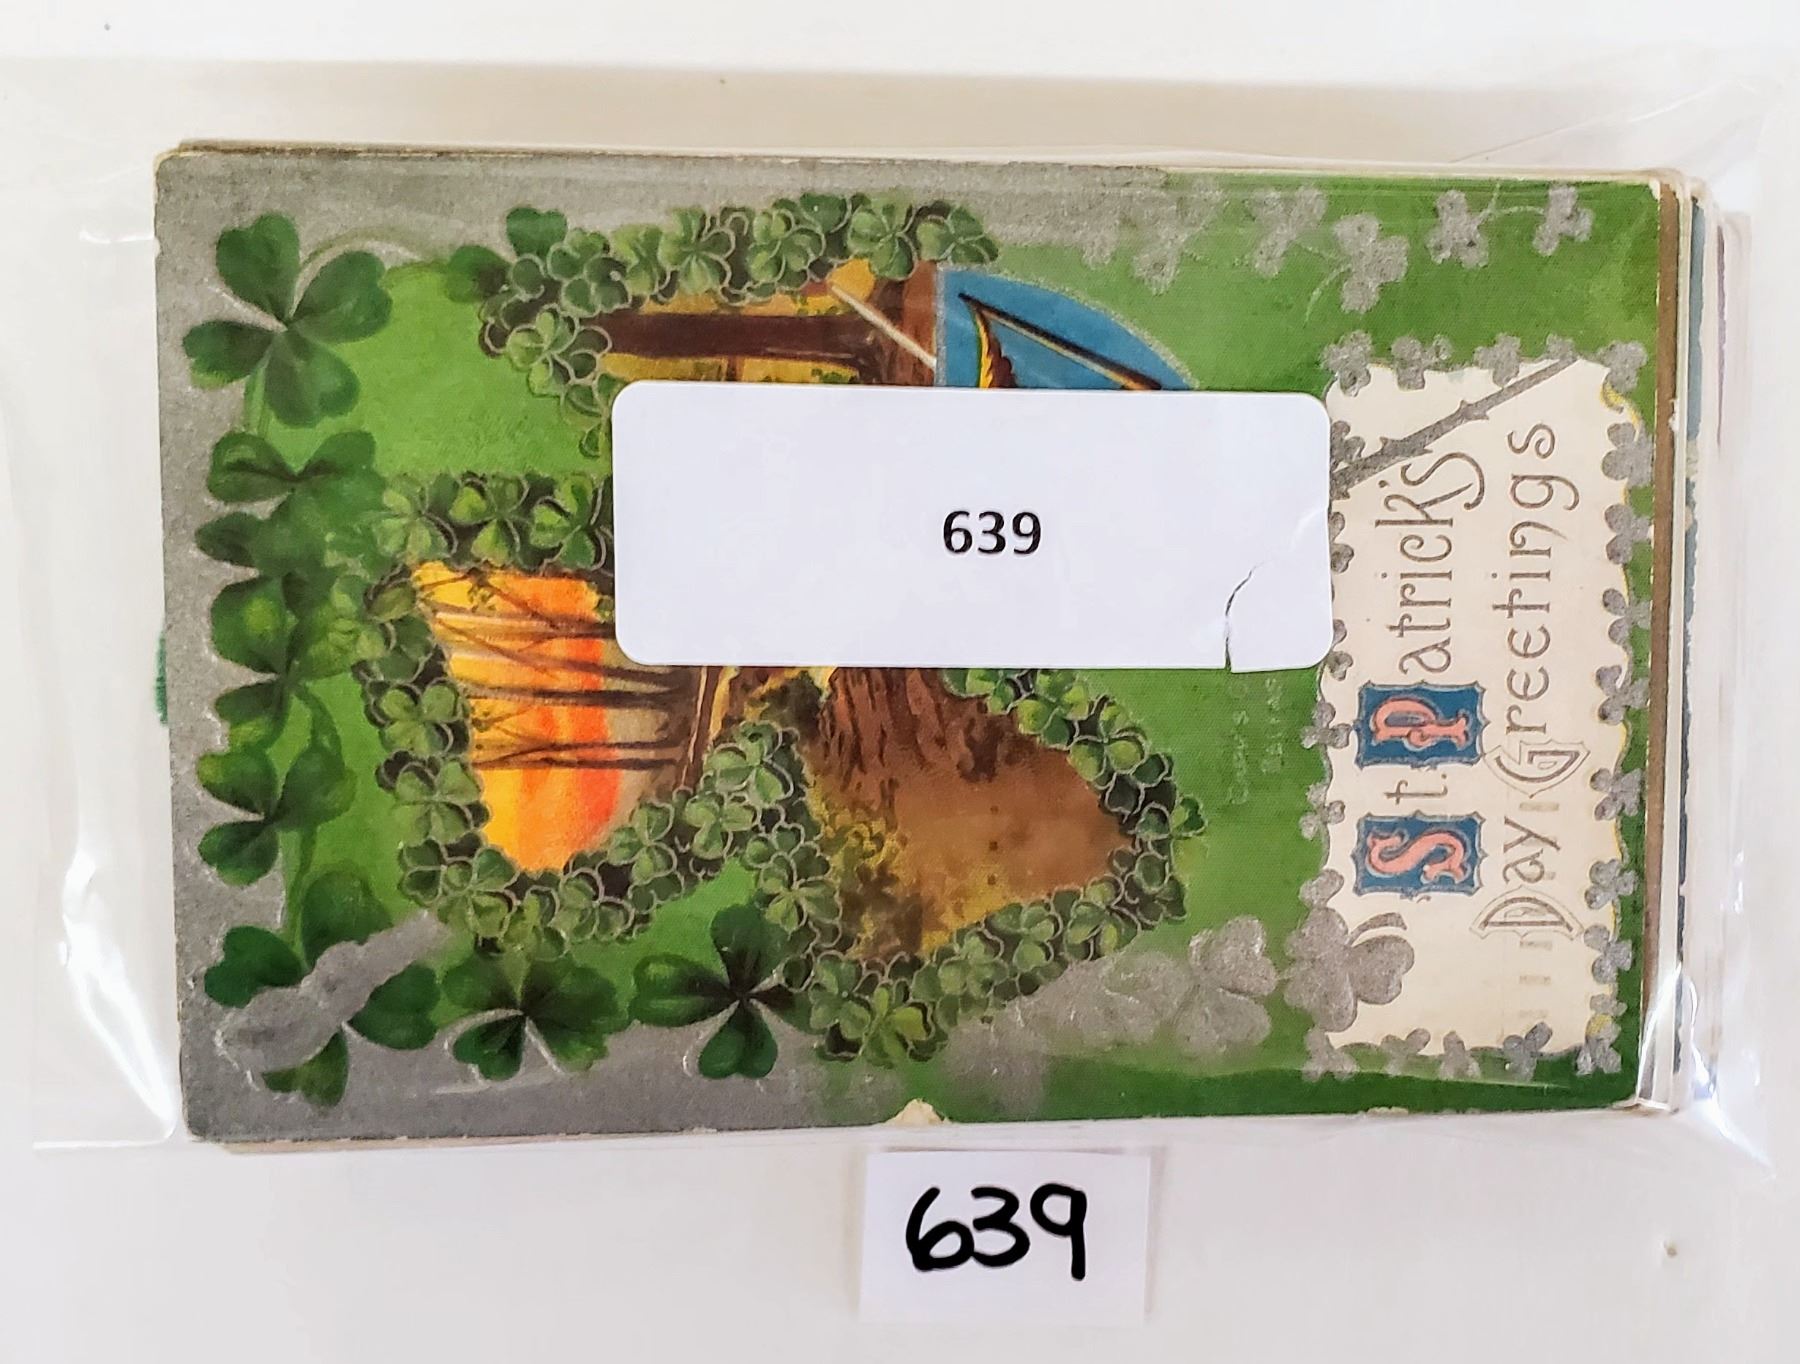 639
St. Patrick's
Day Greetings
639